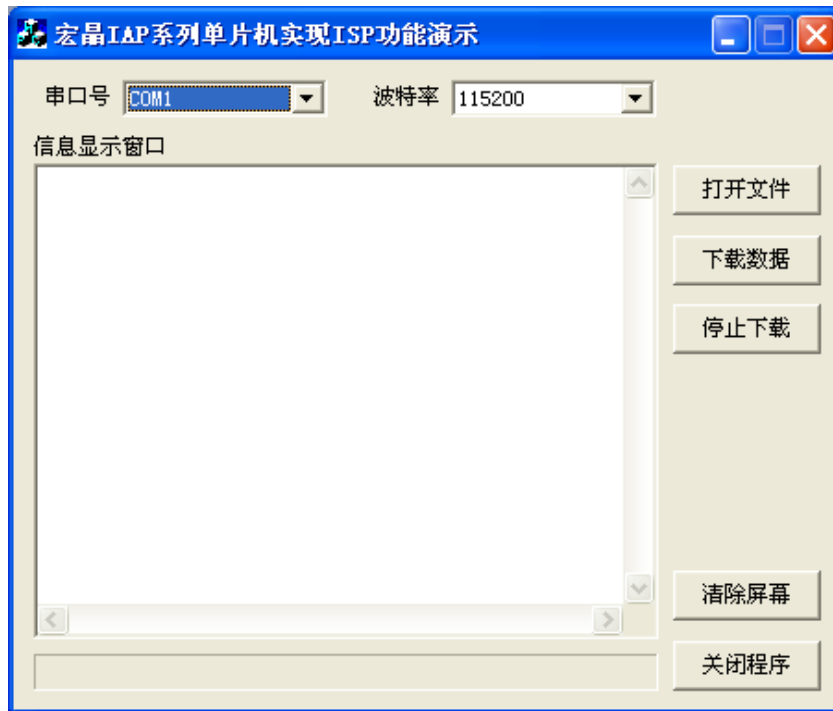 宏晶IAP系列单片机实现ISP功能演示
串口号 COM1 波特率 115200
信息显示窗口
打开文件
下载数据
停止下载
清除屏幕
关闭程序